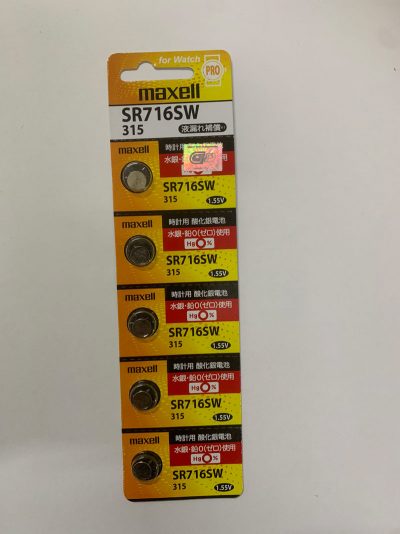 for Watch
PRO
maxell
SR716SW
315
液漏れ補償
maxell
時計用 酸化銀電池
水銀・鉛
SR716SW
315
1.55V
maxell
時計用 酸化銀電池
水銀・鉛0(ゼロ)使用
Hg 0%
SR716SW
315
1.55V
maxell
時計用 酸化銀電池
水銀・鉛0(ゼロ)使用
Hg 0%
SR716SW
315
1.55V
maxell
時計用 酸化銀電池
水銀・鉛0(ゼロ)使用
Hg 0%
SR716SW
315
1.55V
maxell
時計用 酸化銀電池
水銀・鉛0(ゼロ)使用
Hg 0%
SR716SW
315
1.55V